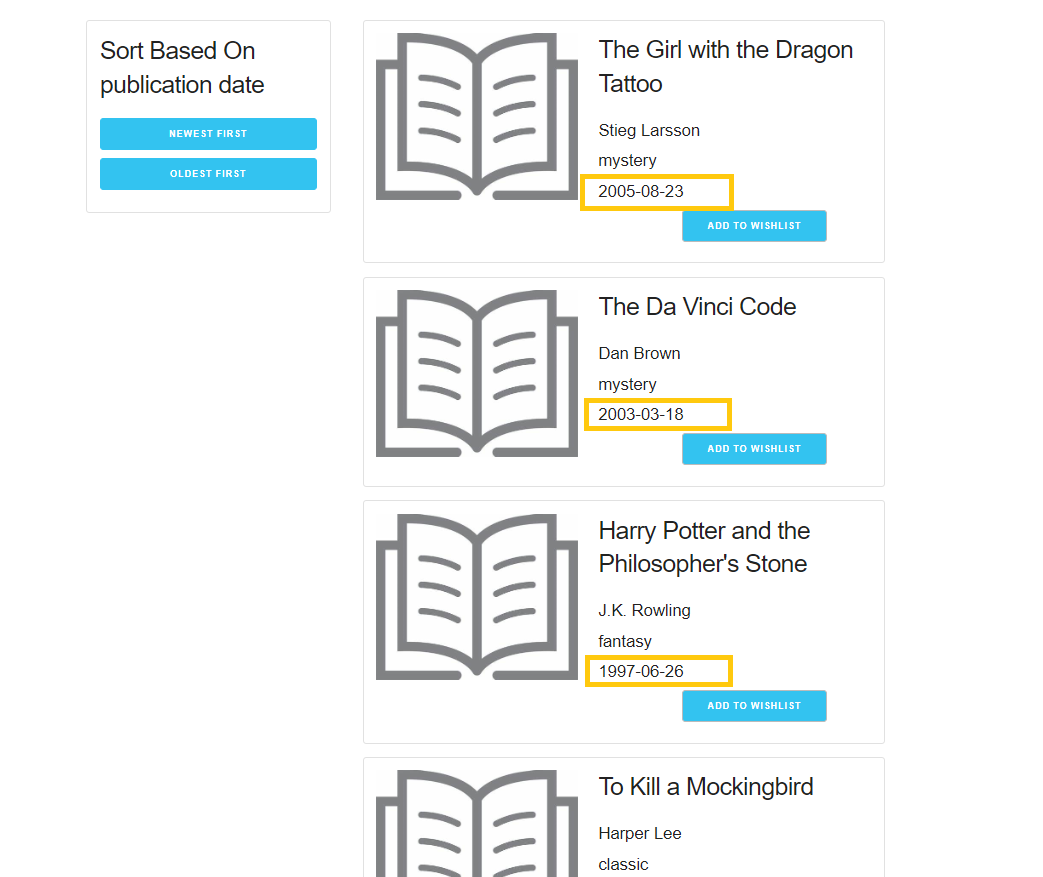 Sort Based On
publication date
NEWEST FIRST
OLDEST FIRST
The Girl with the Dragon
Tattoo
Stieg Larsson
mystery
2005-08-23
ADD TO WISHLIST
The Da Vinci Code
Dan Brown
mystery
2003-03-18
ADD TO WISHLIST
Harry Potter and the
Philosopher's Stone
J.K. Rowling
fantasy
1997-06-26
ADD TO WISHLIST
To Kill a Mockingbird
Harper Lee
classic